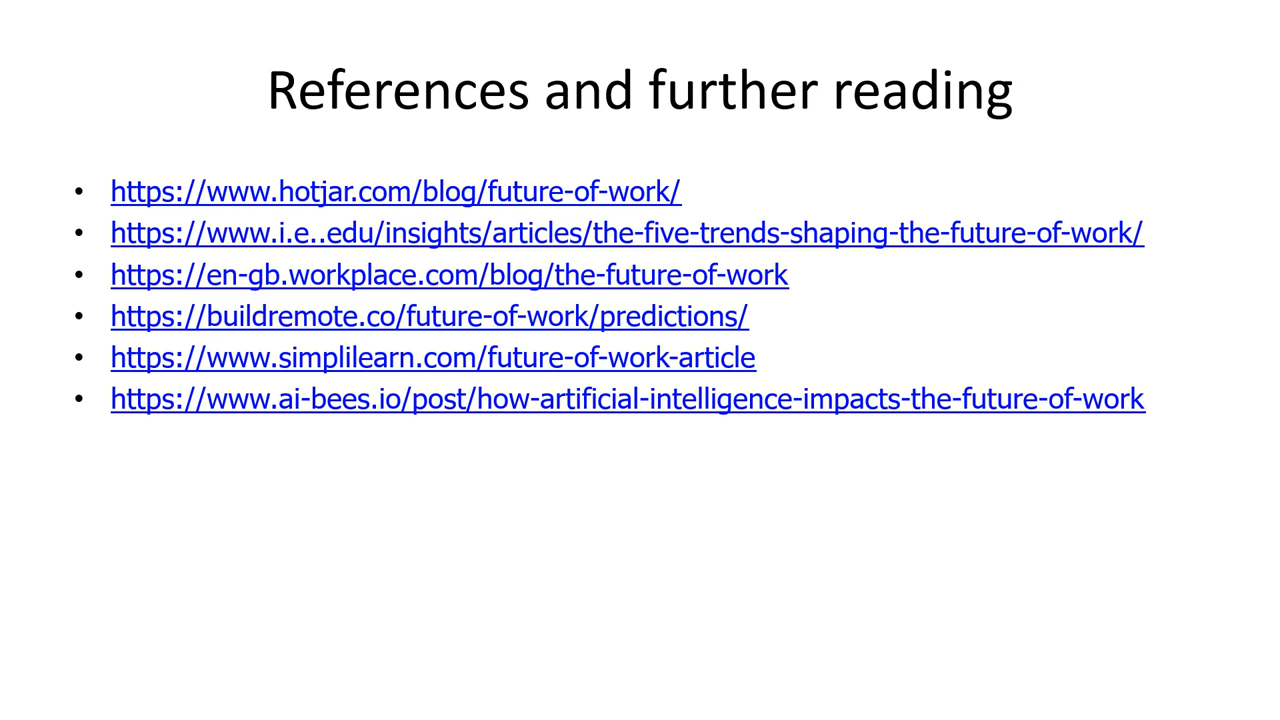 References and further reading
• https://www.hotjar.com/blog/future-of-work/
• https://www.i.e..edu/insights/articles/the-five-trends-shaping-the-future-of-work/
• https://en-gb.workplace.com/blog/the-future-of-work
• https://buildremote.co/future-of-work/predictions/
• https://www.simplilearn.com/future-of-work-article
• https://www.ai-bees.io/post/how-artificial-intelligence-impacts-the-future-of-work